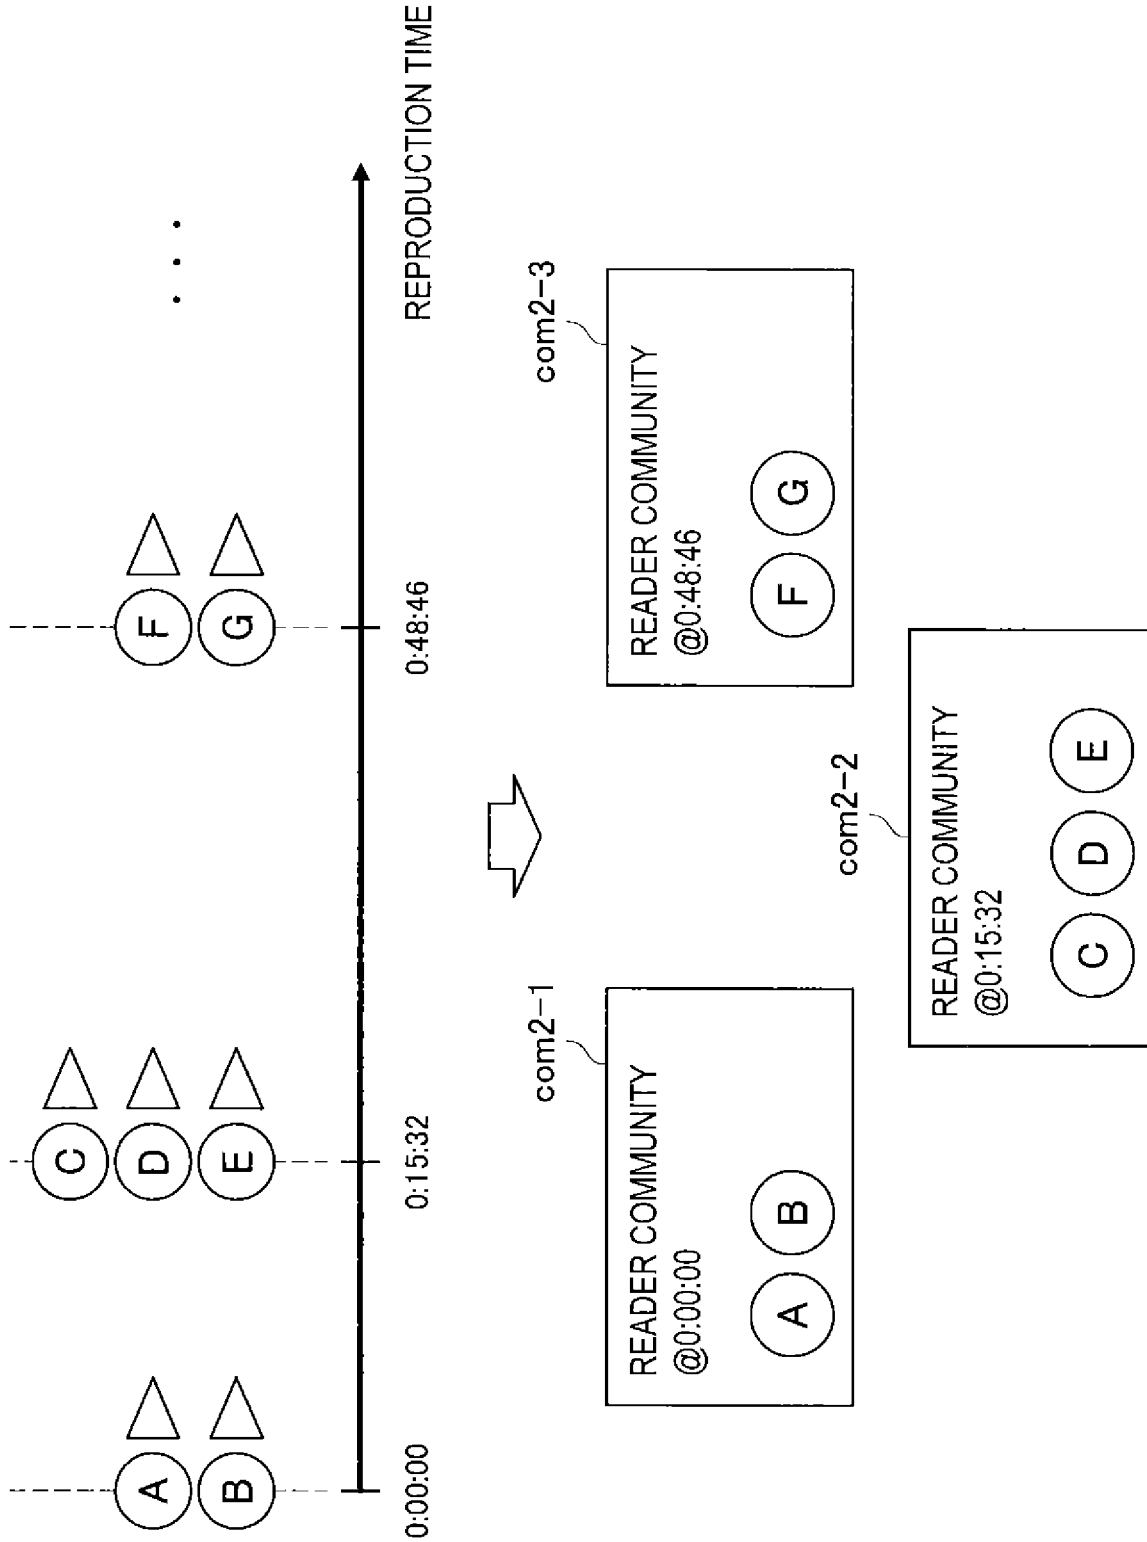 C
A D F
B E G
. . .
0:00:00 0:15:32 0:48:46
REPRODUCTION TIME
com2-1
READER COMMUNITY
@0:00:00
A B
com2-3
READER COMMUNITY
@0:48:46
F G
com2-2
READER COMMUNITY
@0:15:32
C D E